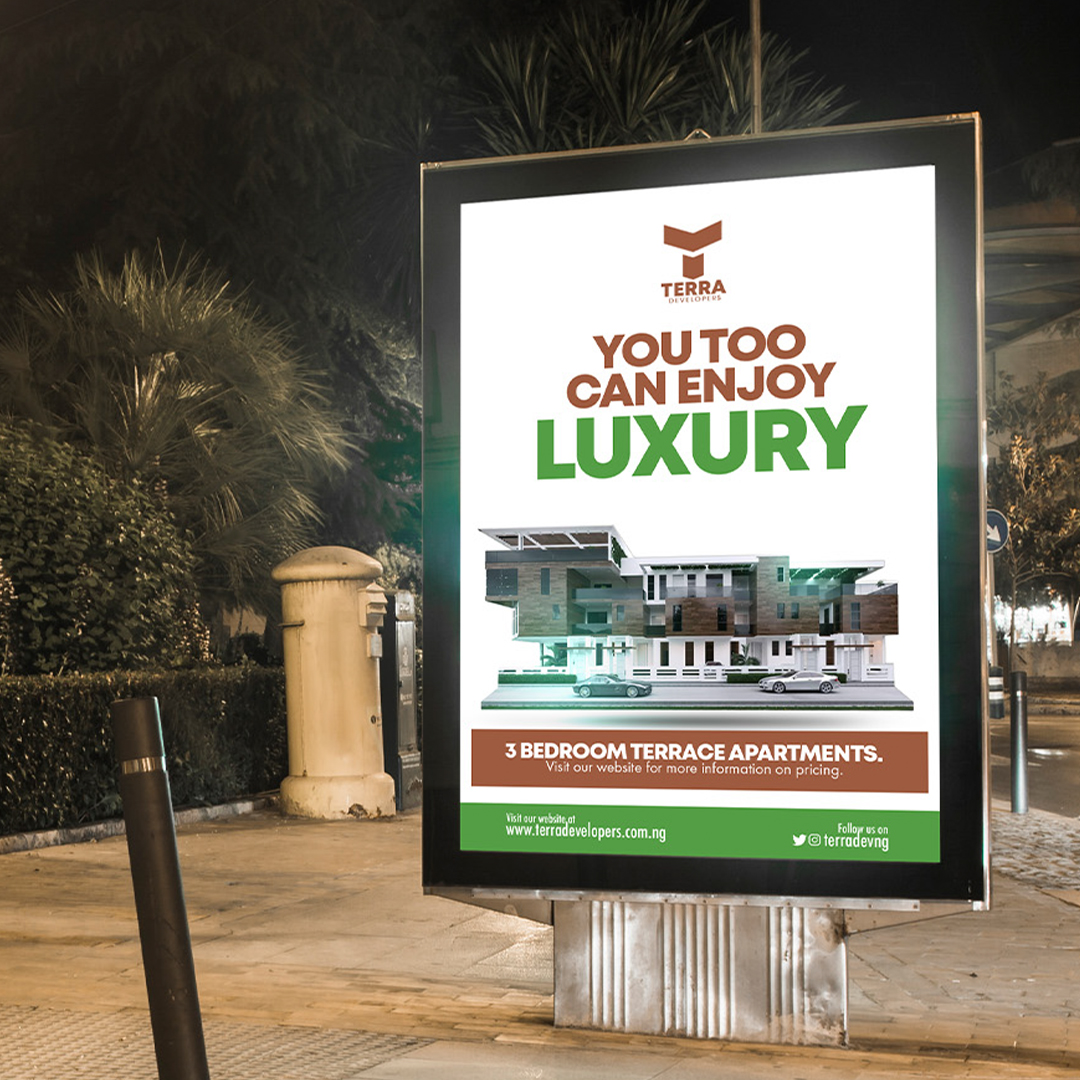 TERRA
DEVELOPERS
YOU TOO
CAN ENJOY
LUXURY
3 BEDROOM TERRACE APARTMENTS.
Visit our website for more information on pricing.
Visit our website,at
www.terradevelopers.com.ng
Follow us on
terradevng